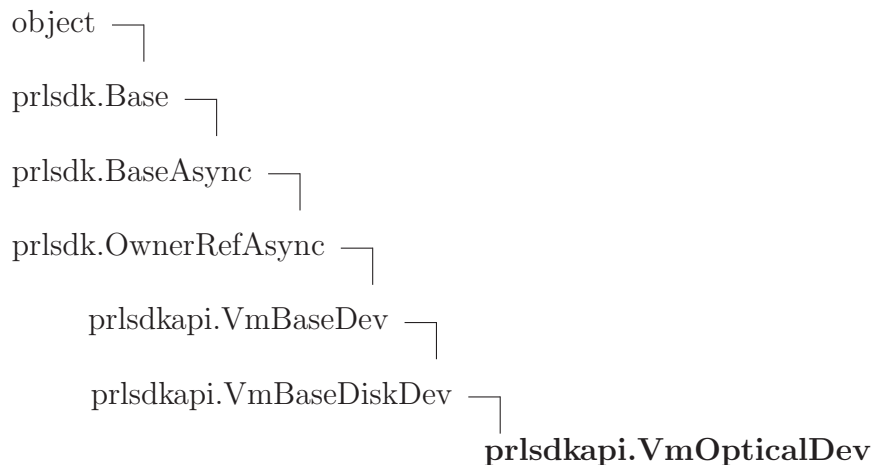 object
prlsdk.Base
prlsdk.BaseAsync
prlsdk.OwnerRefAsync
prlsdkapi.VmBaseDev
prlsdkapi.VmBaseDiskDev
prlsdkapi.VmOpticalDev